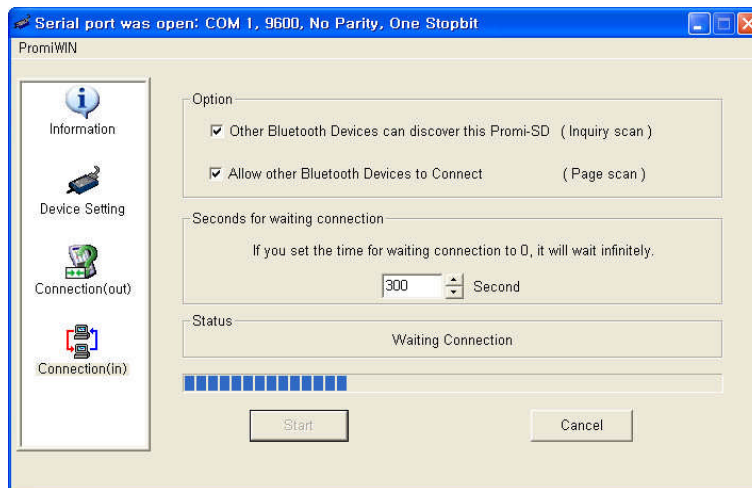 Serial port was open: COM 1, 9600, No Parity, One Stopbit
PromiWIN
Information
Device Setting
Connection(out)
Connection(in)
Option
Other Bluetooth Devices can discover this Promi-SD ( Inquiry scan )
Allow other Bluetooth Devices to Connect ( Page scan )
Seconds for waiting connection
If you set the time for waiting connection to 0, it will wait infinitely.
300 Second
Status
Waiting Connection
Start Cancel